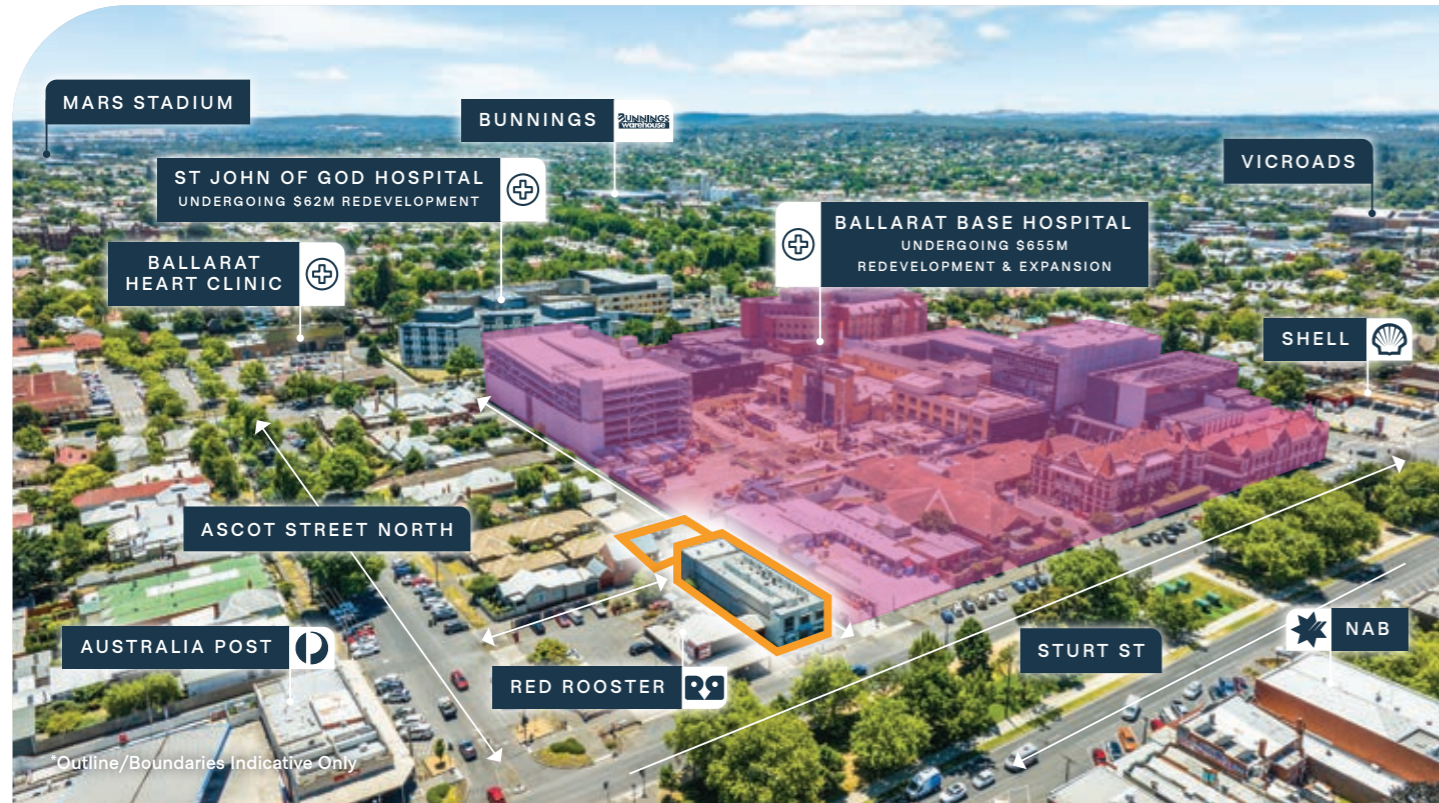 MARS STADIUM
BUNNINGS
BUNNINGS
warehouse
VICROADS
ST JOHN OF GOD HOSPITAL
UNDERGOING $62M REDEVELOPMENT
BALLARAT BASE HOSPITAL
UNDERGOING $655M
REDEVELOPMENT & EXPANSION
BALLARAT
HEART CLINIC
SHELL
ASCOT STREET NORTH
AUSTRALIA POST
RED ROOSTER
STURT ST
NAB
*Outline/Boundaries Indicative Only